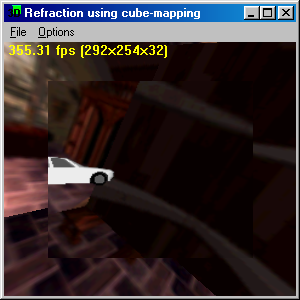 Refraction using cube-mapping
File Options
355.31 fps (292x254x32)